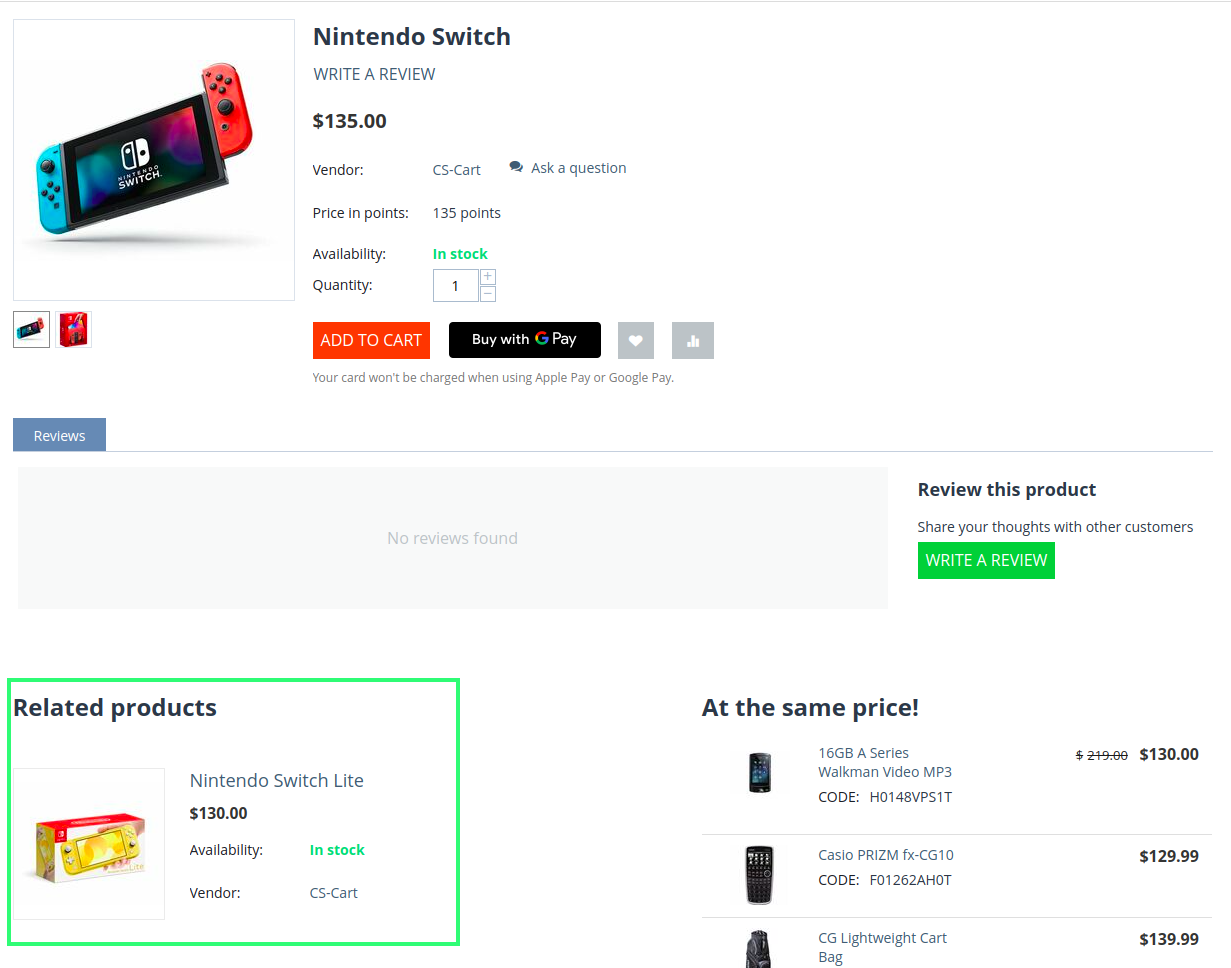 Nintendo Switch
WRITE A REVIEW
$135.00
Vendor: CS-Cart Ask a question
Price in points: 135 points
Availability: In stock
Quantity: 1 + −
ADD TO CART Buy with G Pay
Your card won't be charged when using Apple Pay or Google Pay.
NINTENDO
SWITCH
Reviews
No reviews found
Review this product
Share your thoughts with other customers
WRITE A REVIEW
Related products
Nintendo Switch Lite
$130.00
Availability: In stock
Vendor: CS-Cart
At the same price!
16GB A Series $ 219.00 $130.00
Walkman Video MP3
CODE: H0148VPS1T
Casio PRIZM fx-CG10 $129.99
CODE: F01262AH0T
CG Lightweight Cart $139.99
Bag